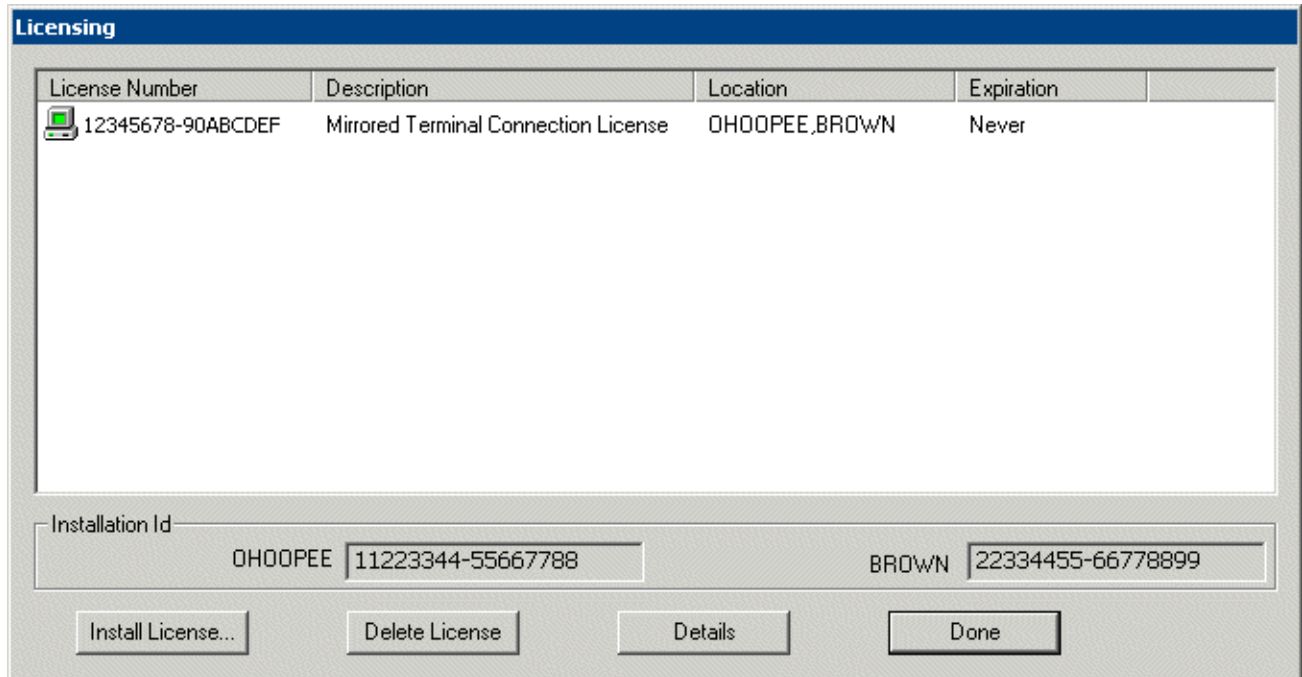 Licensing
License Number Description Location Expiration
12345678-90ABCDEF Mirrored Terminal Connection License OHOOPEE,BROWN Never
Installation Id
OHOOPEE 11223344-55667788 BROWN 22334455-66778899
Install License... Delete License Details Done